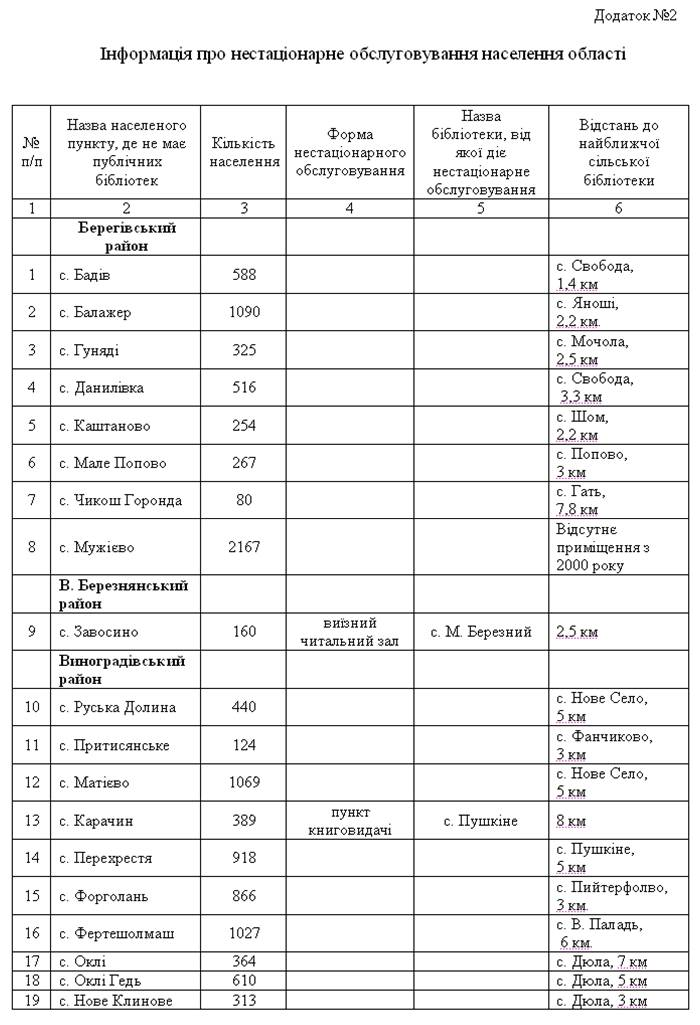 Додаток №2
Інформація про нестаціонарне обслуговування населення області
№
п/п
Назва населеного
пункту, де не має
публічних
бібліотек
Кількість
населення
Форма
нестаціонарного
обслуговування
Назва
бібліотеки, від
якої діє
нестаціонарне
обслуговування
Відстань до
найближчої
сільської
бібліотеки
1 2 3 4 5 6
Берегівський
район
1 с. Бадів 588 с. Свобода,
1,4 км
2 с. Балажер 1090 с. Яноші,
2,2 км.
3 с. Гуняді 325 с. Мочола,
2,5 км
4 с. Данилівка 516 с. Свобода,
3,3 км
5 с. Каштаново 254 с. Шом,
2,2 км
6 с. Мале Попово 267 с. Попово,
3 км
7 с. Чикош Горонда 80 с. Гать,
7,8 км
8 с. Мужієво 2167 Відсутнє
приміщення з
2000 року
В. Березнянський
район
9 с. Завосино 160 виїзний
читальний зал с. М. Березний 2,5 км
Виноградівський
район
10 с. Руська Долина 440 с. Нове Село,
5 км
11 с. Притисянське 124 с. Фанчиково,
3 км
12 с. Матієво 1069 с. Нове Село,
5 км
13 с. Карачин 389 пункт
книговидачі с. Пушкіне 8 км
14 с. Перехрестя 918 с. Пушкіне,
5 км
15 с. Форголань 866 с. Пийтерфолво,
3 км.
16 с. Фертешолмаш 1027 с. В. Паладь,
6 км.
17 с. Оклі 364 с. Дюла, 7 км
18 с. Оклі Гедь 610 с. Дюла, 5 км
19 с. Нове Клинове 313 с. Дюла, 3 км